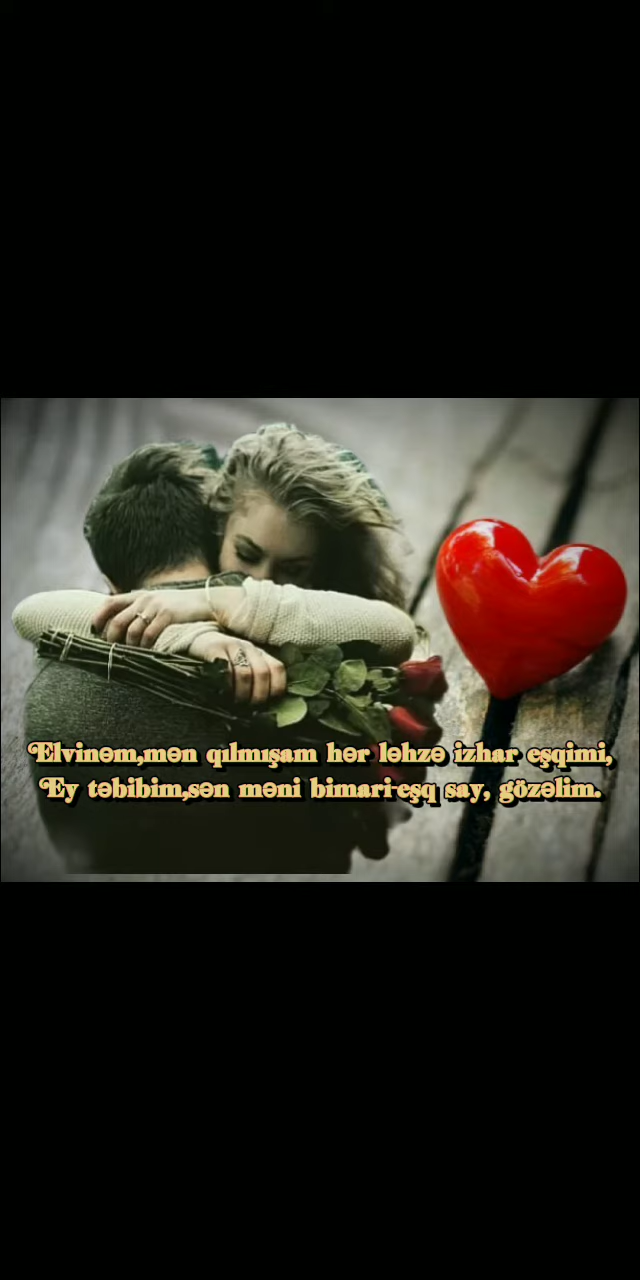 Elvinəm,mən qılmışam hər ləhzə izhar eşqimi,
Ey təbibim,sən məni bimari-eşq say, gözəlim.